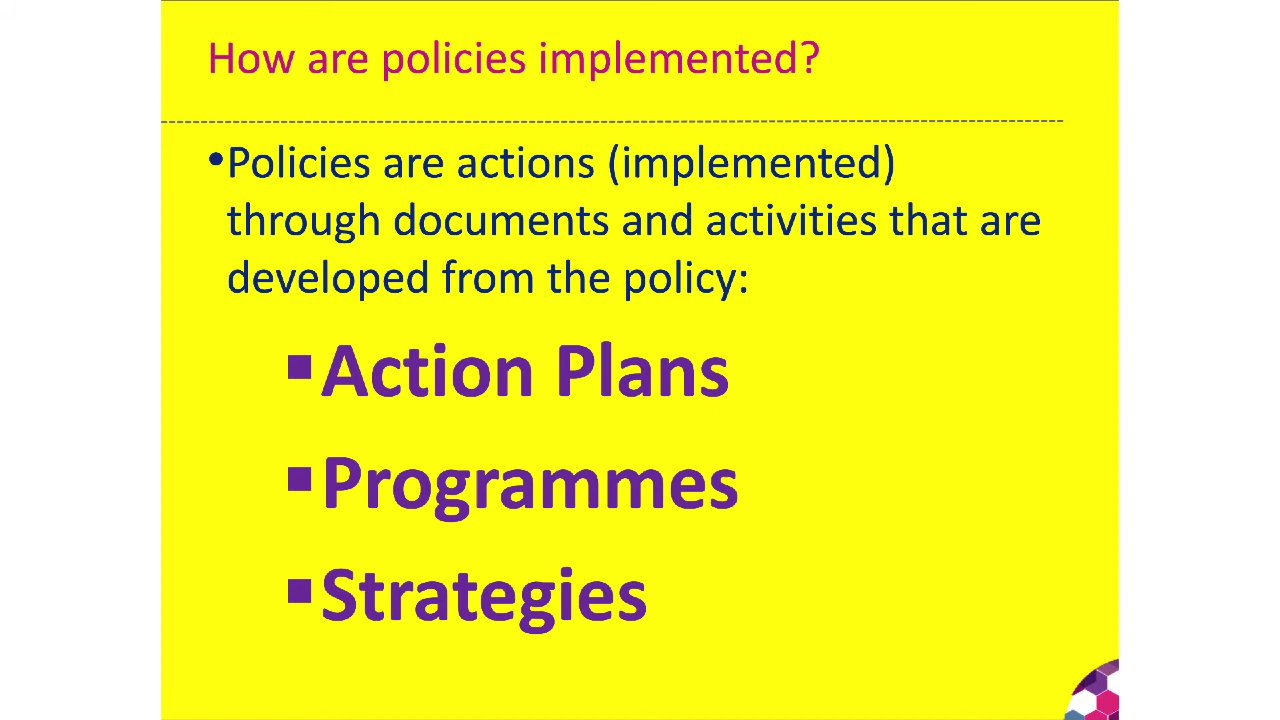 How are policies implemented?
•Policies are actions (implemented)
through documents and activities that are
developed from the policy:
▪Action Plans
▪Programmes
▪Strategies